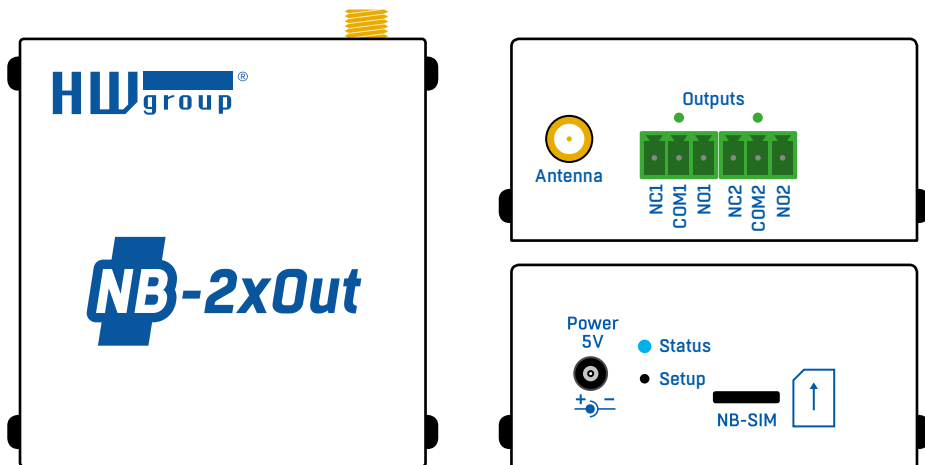 HW group ®
NB-2xOut
Outputs
Antenna
NC1
COM1
NO1
NC2
COM2
NO2
Power
5V
Status
Setup
+ −
NB-SIM